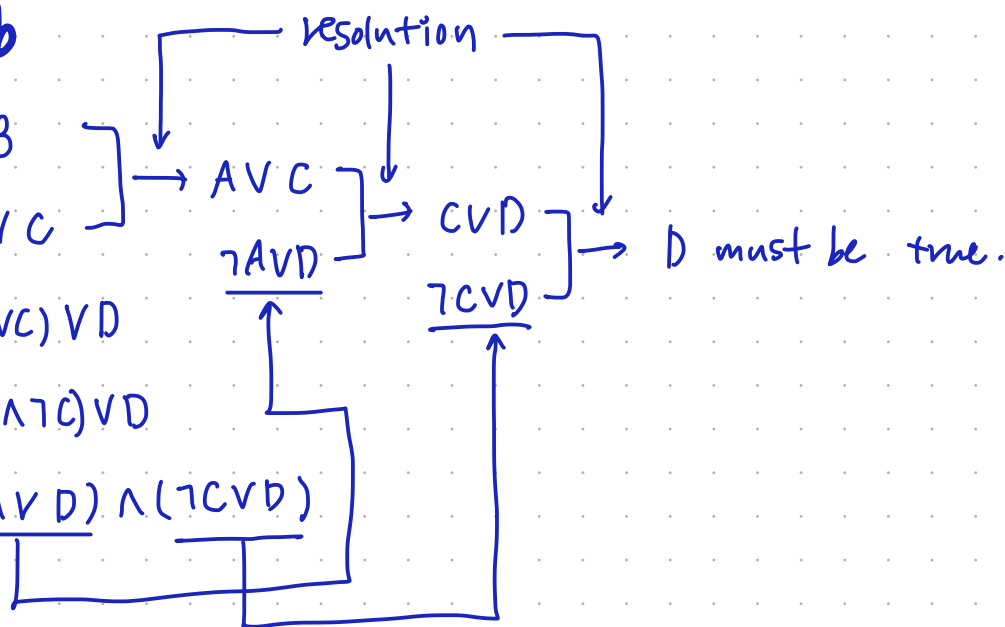 b
resolution
B
A V C
V C
C V D
D must be true.
¬A V D
¬C V D
V C) V D
∧ ¬C) V D
V D) ∧ (¬C V D)